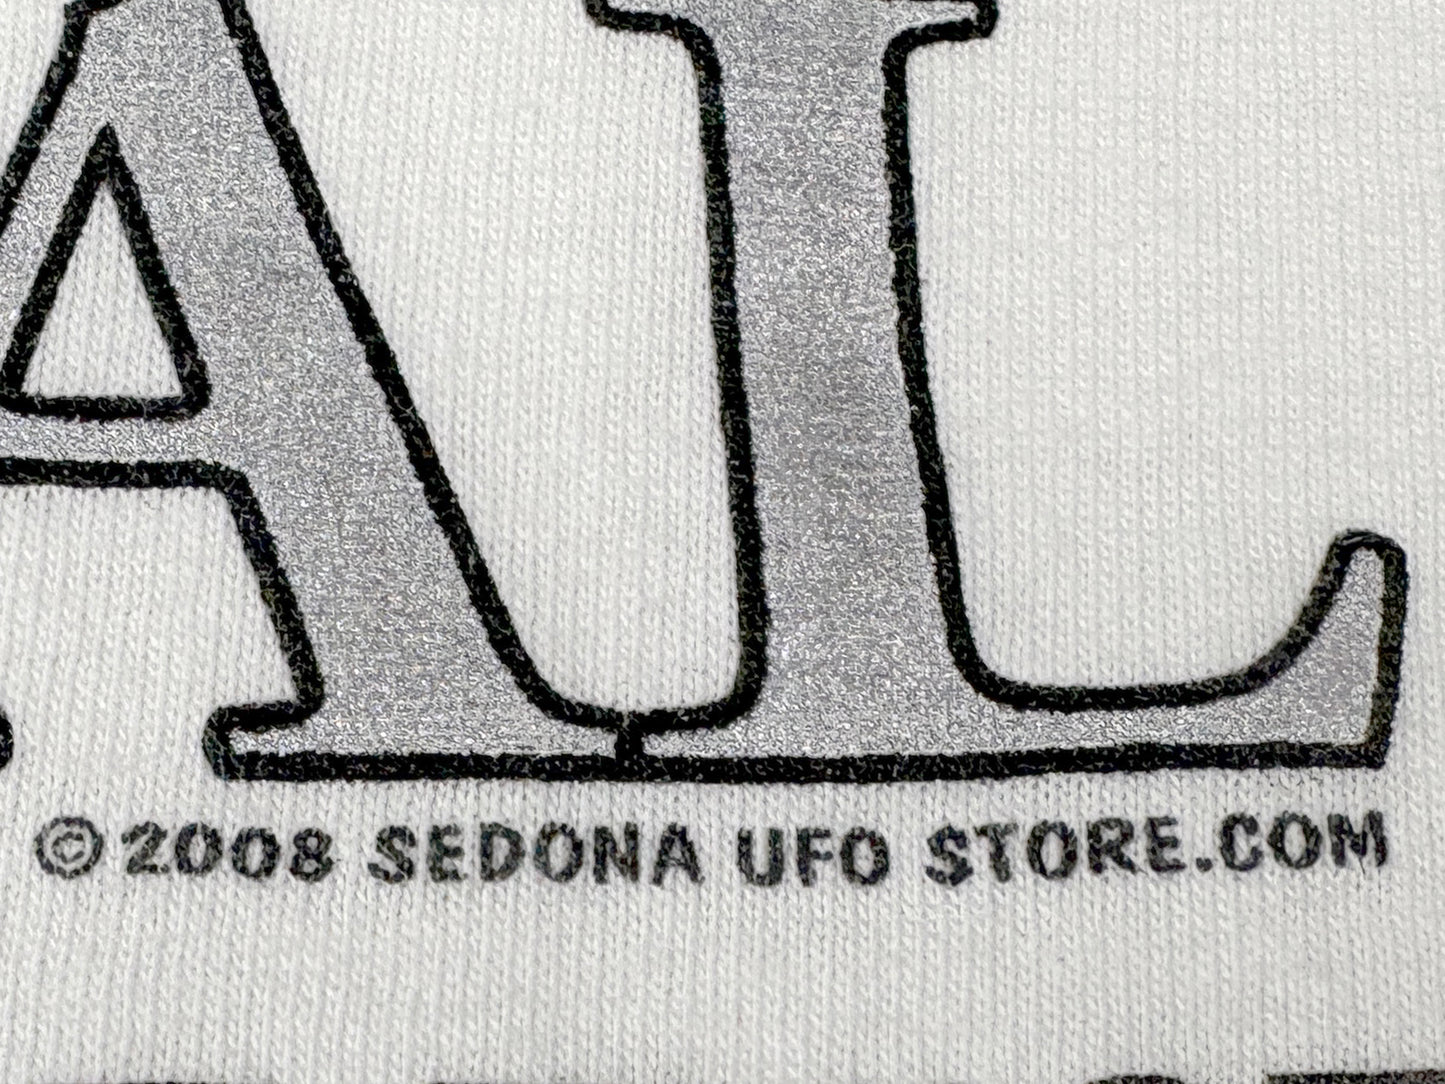 AL
© 2008 SEDONA UFO STORE.COM